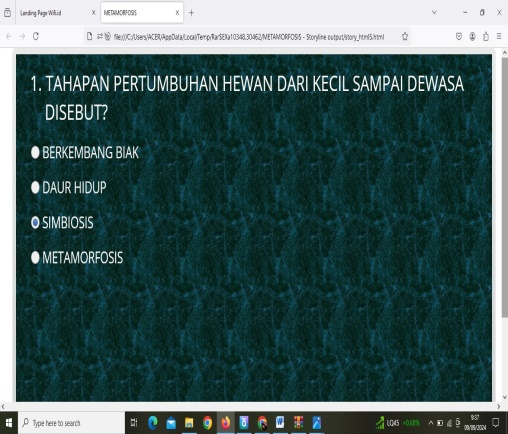 Landing Page Wifi.id
METAMORFOSIS
file:///C:/Users/ACER/AppData/Local/Temp/Rar$EXa10348.30462/METAMORFOSIS - Storyline output/story_html5.html
1. TAHAPAN PERTUMBUHAN HEWAN DARI KECIL SAMPAI DEWASA
DISEBUT?
BERKEMBANG BIAK
DAUR HIDUP
SIMBIOSIS
METAMORFOSIS
Type here to search
LQ45 +0.68%
9:37
09/09/2024